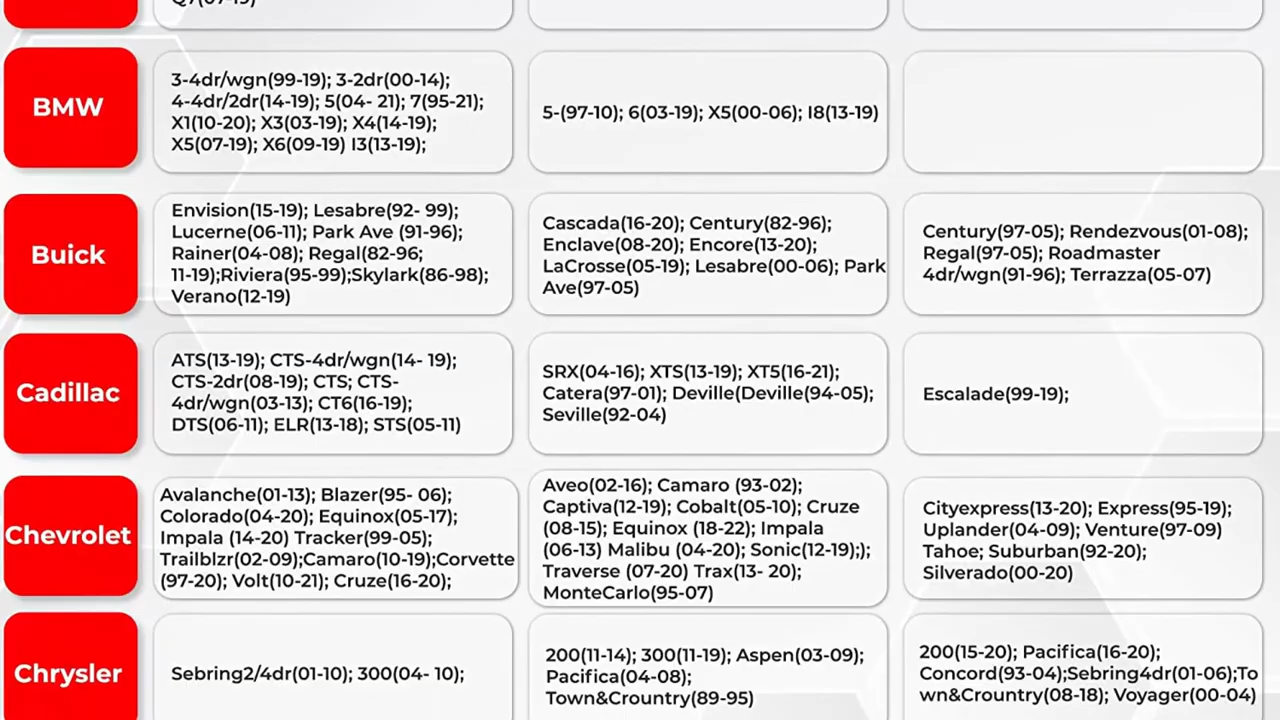 Q7(07-19)
BMW
3-4dr/wgn(99-19); 3-2dr(00-14);
4-4dr/2dr(14-19); 5(04- 21); 7(95-21);
X1(10-20); X3(03-19); X4(14-19);
X5(07-19); X6(09-19) I3(13-19);
5-(97-10); 6(03-19); X5(00-06); I8(13-19)
Buick
Envision(15-19); Lesabre(92- 99);
Lucerne(06-11); Park Ave (91-96);
Rainer(04-08); Regal(82-96;
11-19);Riviera(95-99);Skylark(86-98);
Verano(12-19)
Cascada(16-20); Century(82-96);
Enclave(08-20); Encore(13-20);
LaCrosse(05-19); Lesabre(00-06); Park
Ave(97-05)
Century(97-05); Rendezvous(01-08);
Regal(97-05); Roadmaster
4dr/wgn(91-96); Terrazza(05-07)
Cadillac
ATS(13-19); CTS-4dr/wgn(14- 19);
CTS-2dr(08-19); CTS; CTS-
4dr/wgn(03-13); CT6(16-19);
DTS(06-11); ELR(13-18); STS(05-11)
SRX(04-16); XTS(13-19); XT5(16-21);
Catera(97-01); Deville(Deville(94-05);
Seville(92-04)
Escalade(99-19);
Chevrolet
Avalanche(01-13); Blazer(95- 06);
Colorado(04-20); Equinox(05-17);
Impala (14-20) Tracker(99-05);
Trailblzr(02-09);Camaro(10-19);Corvette
(97-20); Volt(10-21); Cruze(16-20);
Aveo(02-16); Camaro (93-02);
Captiva(12-19); Cobalt(05-10); Cruze
(08-15); Equinox (18-22); Impala
(06-13) Malibu (04-20); Sonic(12-19););
Traverse (07-20) Trax(13- 20);
MonteCarlo(95-07)
Cityexpress(13-20); Express(95-19);
Uplander(04-09); Venture(97-09)
Tahoe; Suburban(92-20);
Silverado(00-20)
Chrysler
Sebring2/4dr(01-10); 300(04- 10);
200(11-14); 300(11-19); Aspen(03-09);
Pacifica(04-08);
Town&Crountry(89-95)
200(15-20); Pacifica(16-20);
Concord(93-04);Sebring4dr(01-06);To
wn&Crountry(08-18); Voyager(00-04)